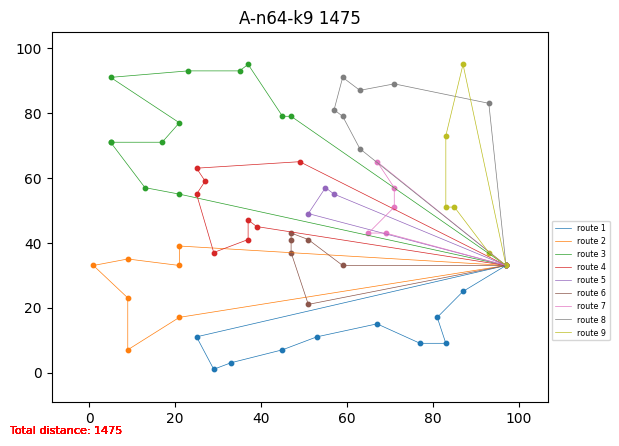 A-n64-k9 1475
100
80
60
40
20
0
0 20 40 60 80 100
route 1
route 2
route 3
route 4
route 5
route 6
route 7
route 8
route 9
Total distance: 1475